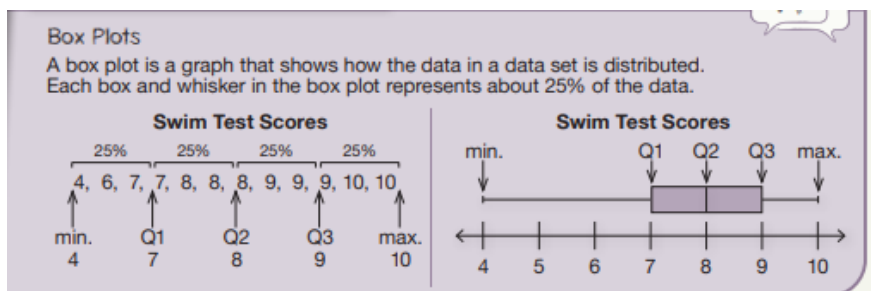 Box Plots
A box plot is a graph that shows how the data in a data set is distributed.
Each box and whisker in the box plot represents about 25% of the data.
Swim Test Scores
25% 25% 25% 25%
4, 6, 7, 7, 8, 8, 8, 9, 9, 9, 10, 10
min. Q1 Q2 Q3 max.
4 7 8 9 10
Swim Test Scores
min. Q1 Q2 Q3 max.
4 5 6 7 8 9 10